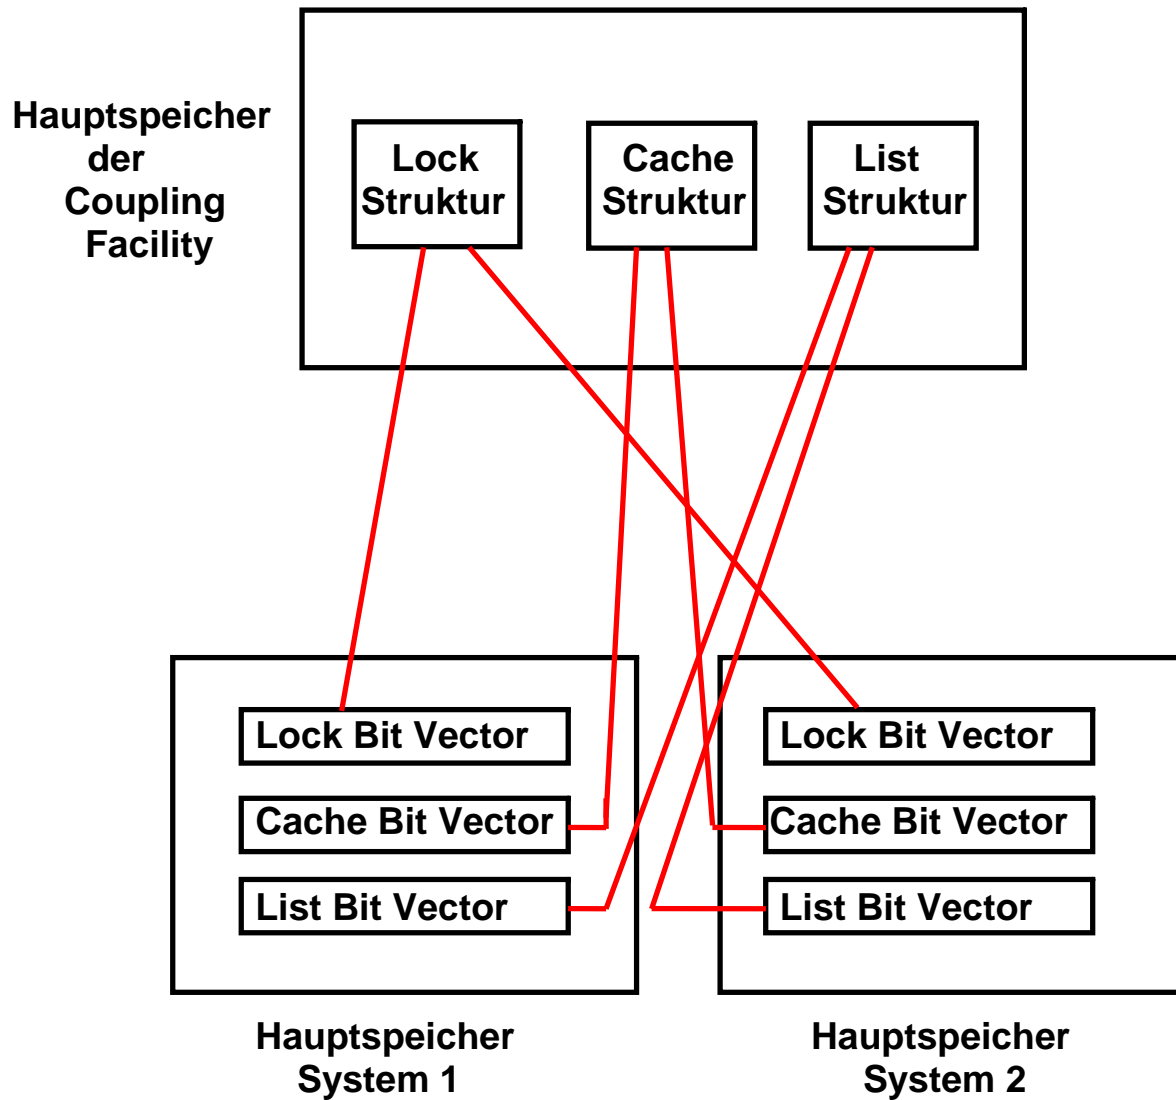 Hauptspeicher
der
Coupling
Facility
Lock
Struktur
Cache
Struktur
List
Struktur
Lock Bit Vector
Cache Bit Vector
List Bit Vector
Lock Bit Vector
Cache Bit Vector
List Bit Vector
Hauptspeicher
System 1
Hauptspeicher
System 2